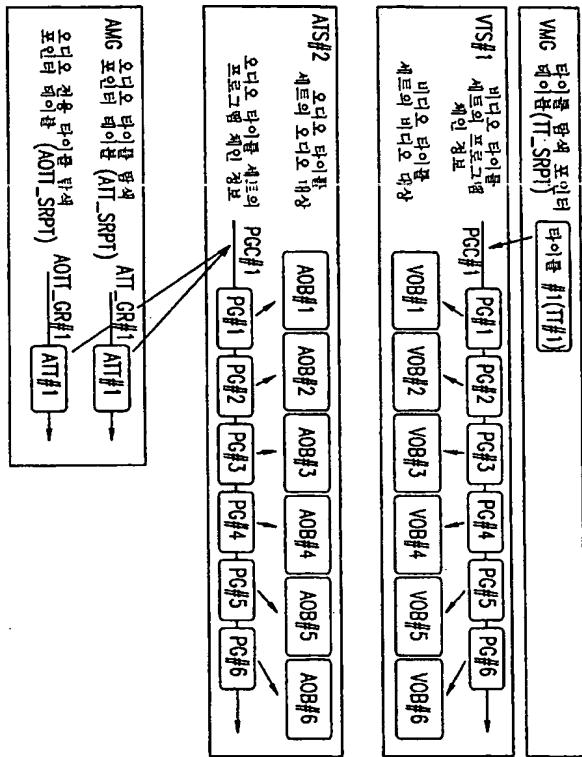 VMG
타이틀 탐색 포인터
테이블(TT_SRPT)
타이틀 #1(TT#1)
VTS#1
비디오 타이틀
세트의 프로그램
체인 정보
PGC#1 PG#1 PG#2 PG#3 PG#4 PG#5 PG#6
비디오 타이틀
세트의 비디오 대상
VOB#1 VOB#2 VOB#3 VOB#4 VOB#5 VOB#6
ATS#2
오디오 타이틀
세트의 오디오 대상
AOB#1 AOB#2 AOB#3 AOB#4 AOB#5 AOB#6
오디오 타이틀 세트의
프로그램 체인 정보
PGC#1 PG#1 PG#2 PG#3 PG#4 PG#5 PG#6
AMG
오디오 타이틀 탐색
포인터 테이블 (ATT_SRPT)
ATT_GR#1
ATT#1
오디오 전용 타이틀 탐색
포인터 테이블 (AOTT_SRPT)
AOTT_GR#1
ATT#1